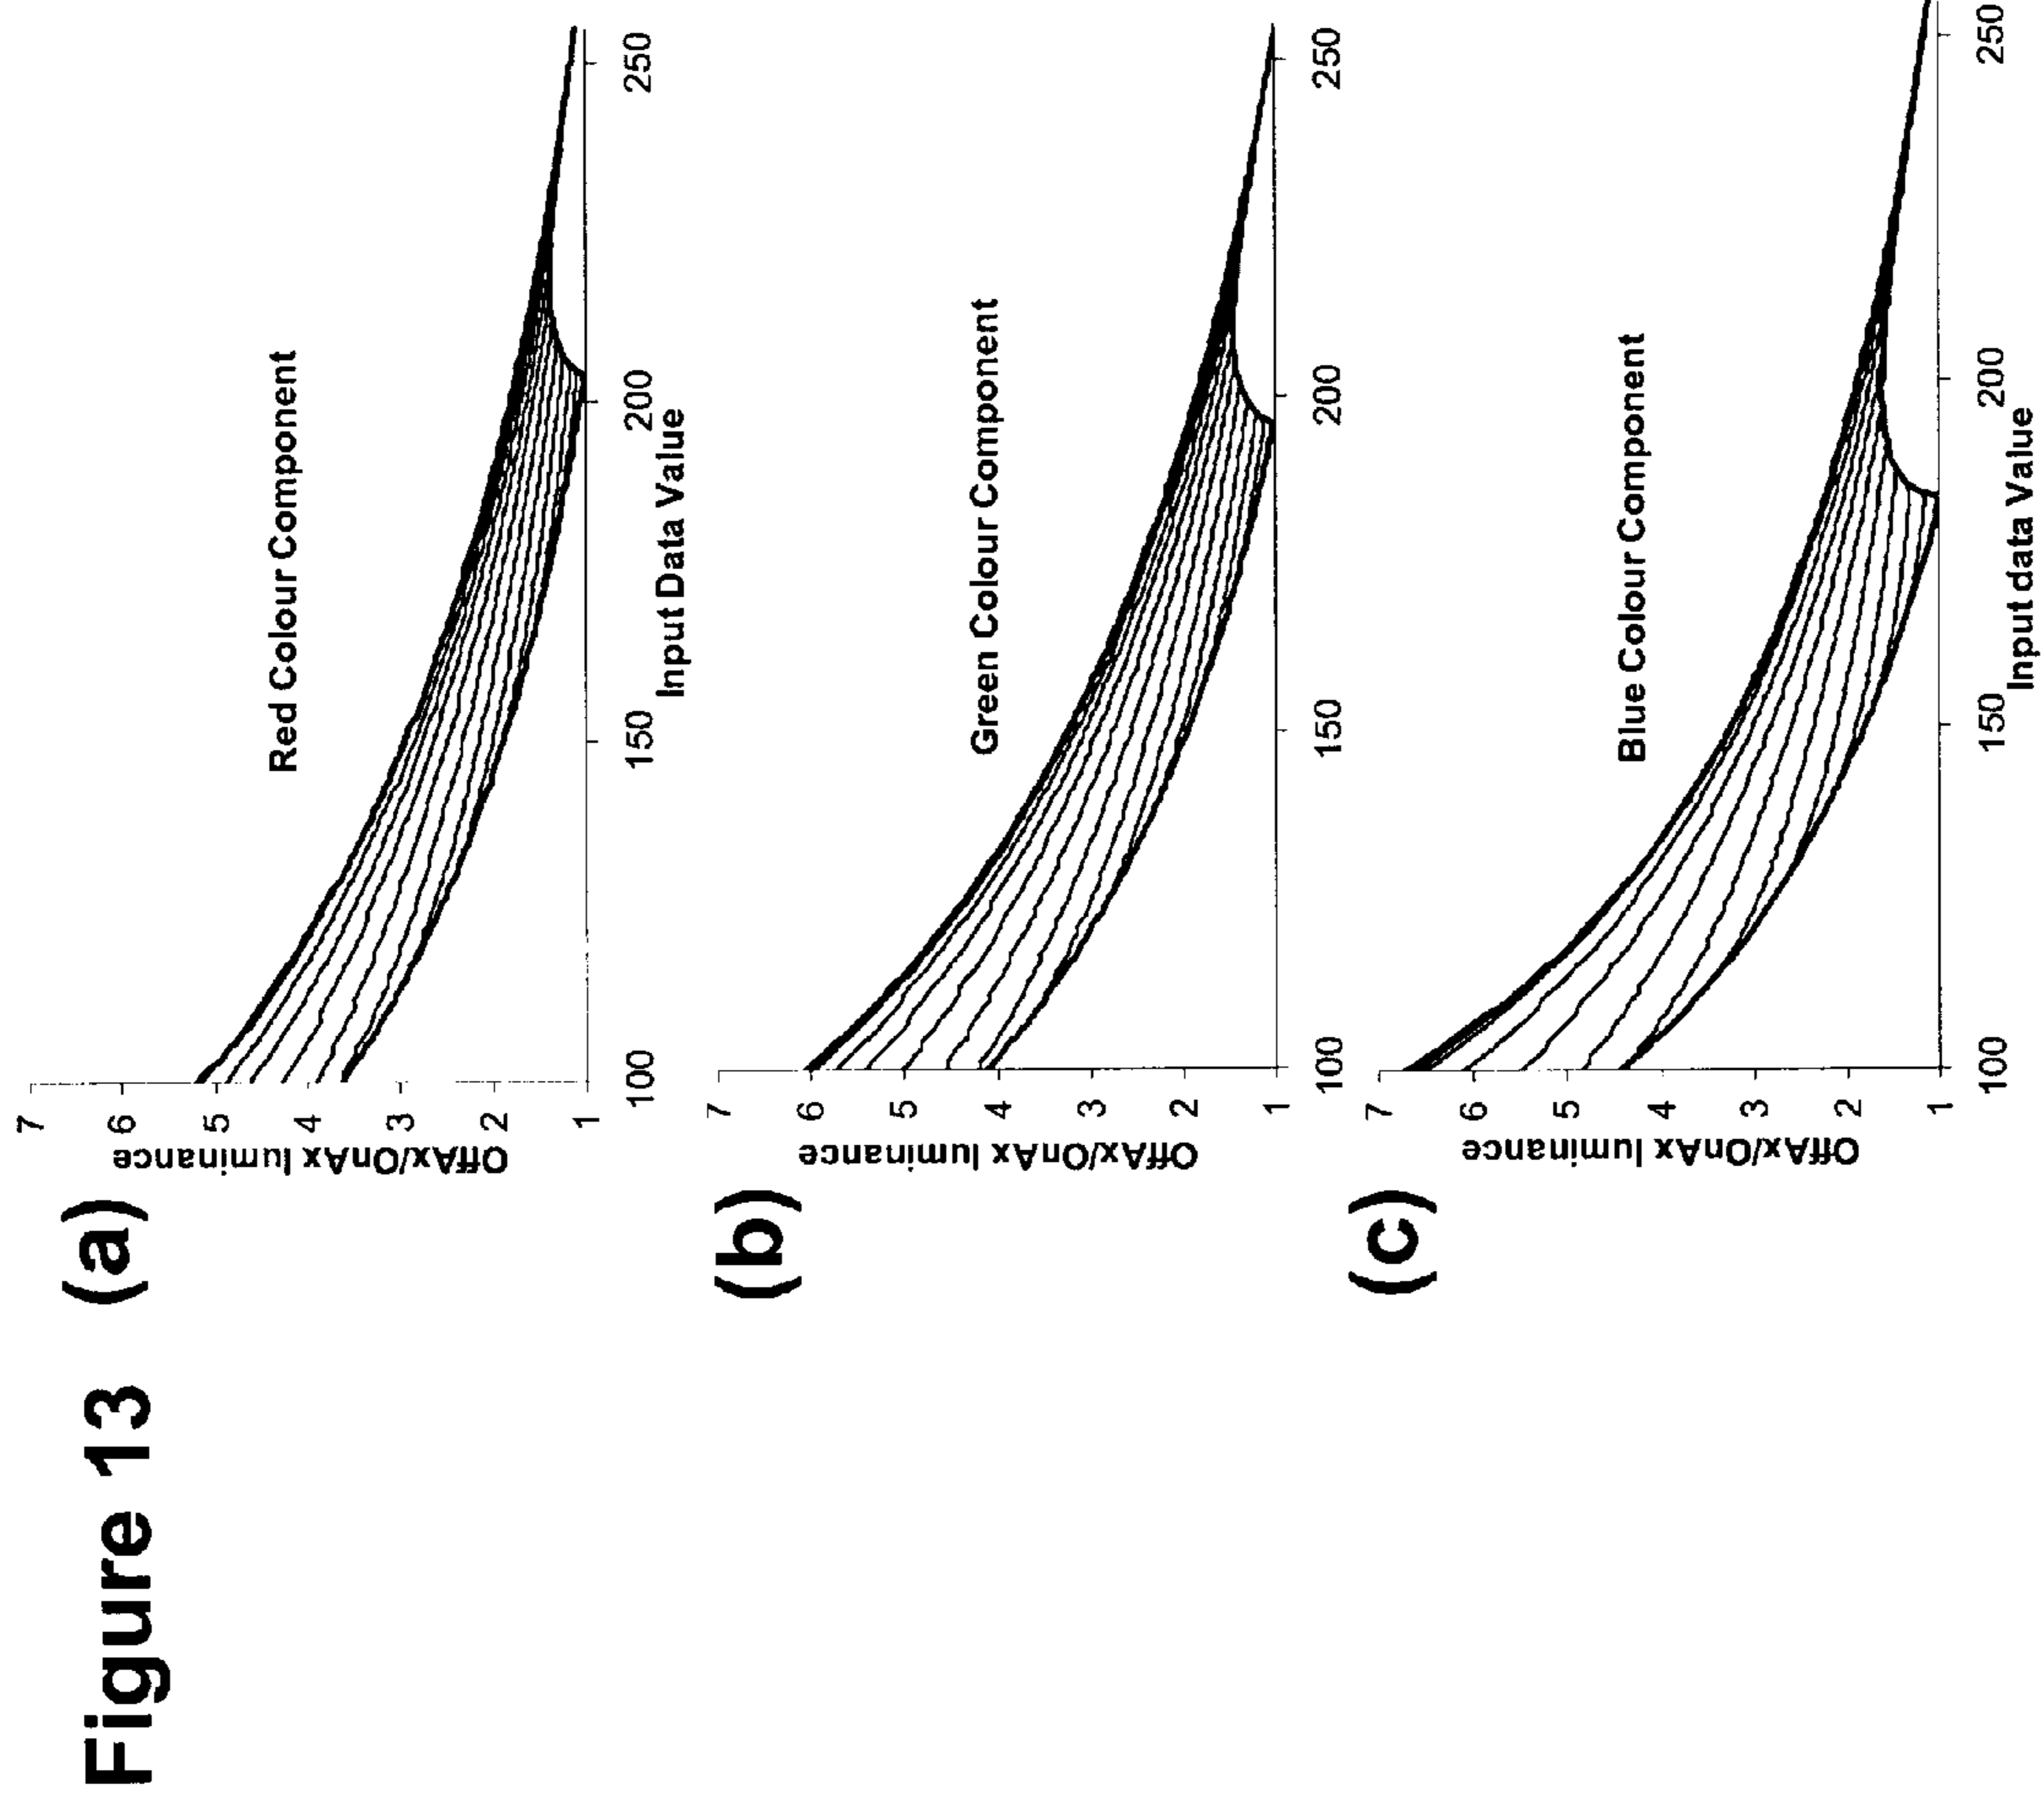 Figure 13
(a)
Red Colour Component
OffAx/OnAx luminance
7
6
5
4
3
2
1
100
150
200
250
Input Data Value
(b)
Green Colour Component
OffAx/OnAx luminance
7
6
5
4
3
2
1
100
150
200
250
(c)
Blue Colour Component
OffAx/OnAx luminance
7
6
5
4
3
2
1
100
150
200
250
Input data Value